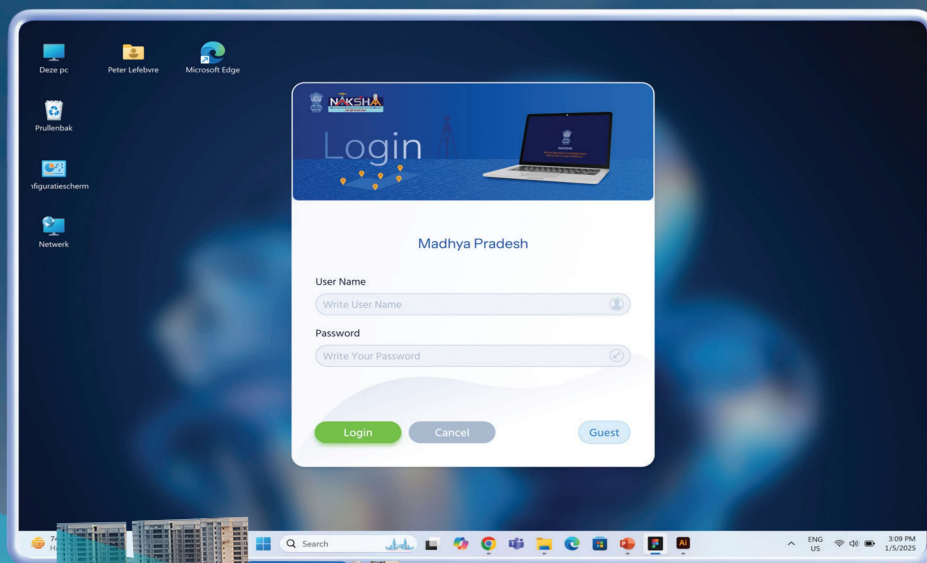 Deze pc
Peter Lefebvre
Microsoft Edge
Prullenbak
nfiguratiescherm
Netwerk
NAKSHA
Login
Madhya Pradesh
User Name
Write User Name
Password
Write Your Password
Login
Cancel
Guest
Search
Ai
ENG
US
3:09 PM
1/5/2025